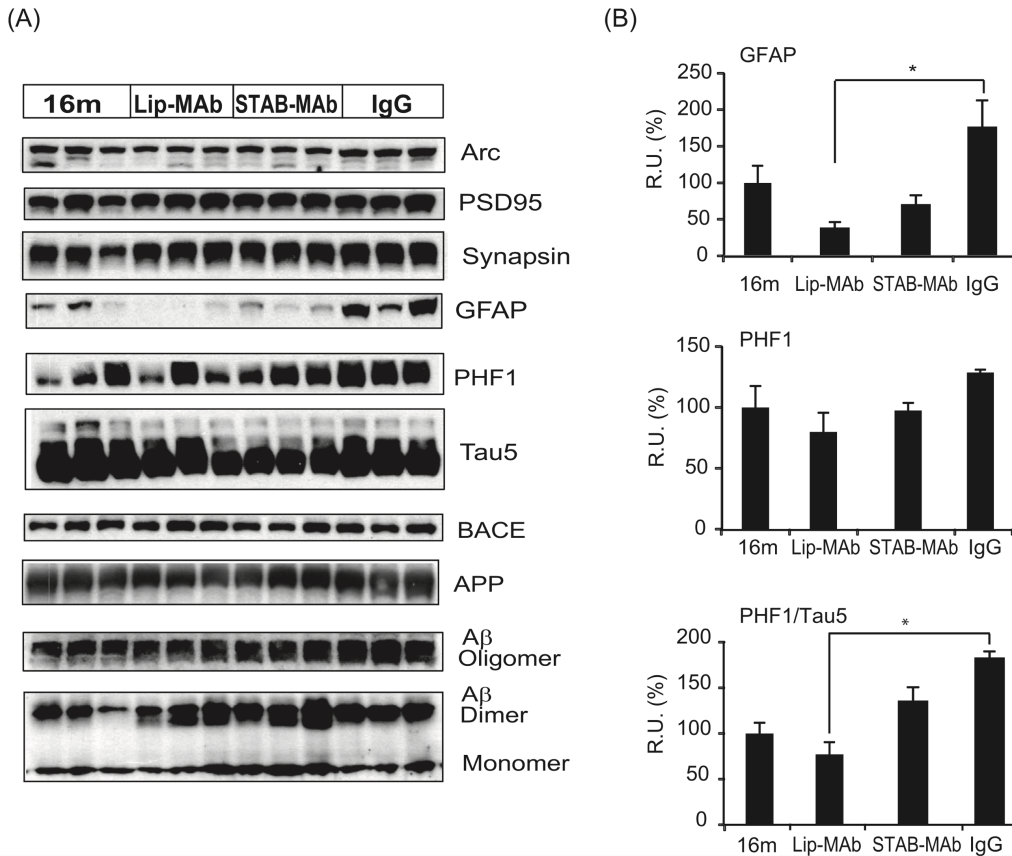 (A)
16m Lip-MAb STAB-MAb IgG
Arc
PSD95
Synapsin
GFAP
PHF1
Tau5
BACE
APP
Aβ
Oligomer
Aβ
Dimer
Monomer
(B)
GFAP
R.U. (%)
250
200
150
100
50
0
*
16m Lip-MAb STAB-MAb IgG
PHF1
R.U. (%)
150
100
50
0
16m Lip-MAb STAB-MAb IgG
PHF1/Tau5
R.U. (%)
200
150
100
50
0
*
16m Lip-MAb STAB-MAb IgG